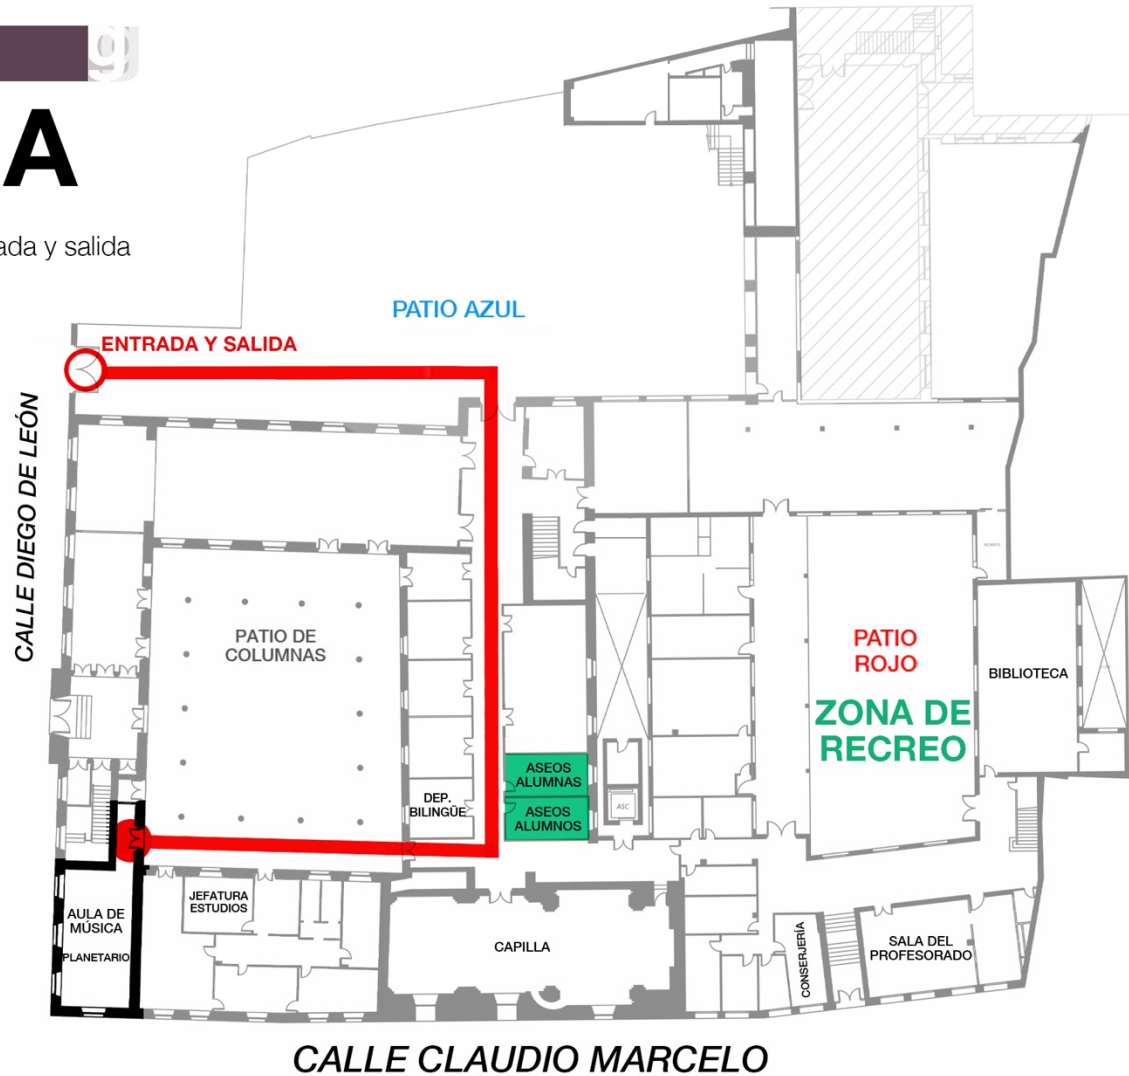 g
A
ada y salida
PATIO AZUL
ENTRADA Y SALIDA
CALLE DIEGO DE LEÓN
PATIO DE
COLUMNAS
PATIO
ROJO
BIBLIOTECA
ZONA DE
RECREO
ASEOS
ALUMNAS
DEP.
BILINGÜE
ASEOS
ALUMNOS
ASC
JEFATURA
ESTUDIOS
AULA DE
MÚSICA
PLANETARIO
CAPILLA
CONSERJERÍA
SALA DEL
PROFESORADO
CALLE CLAUDIO MARCELO